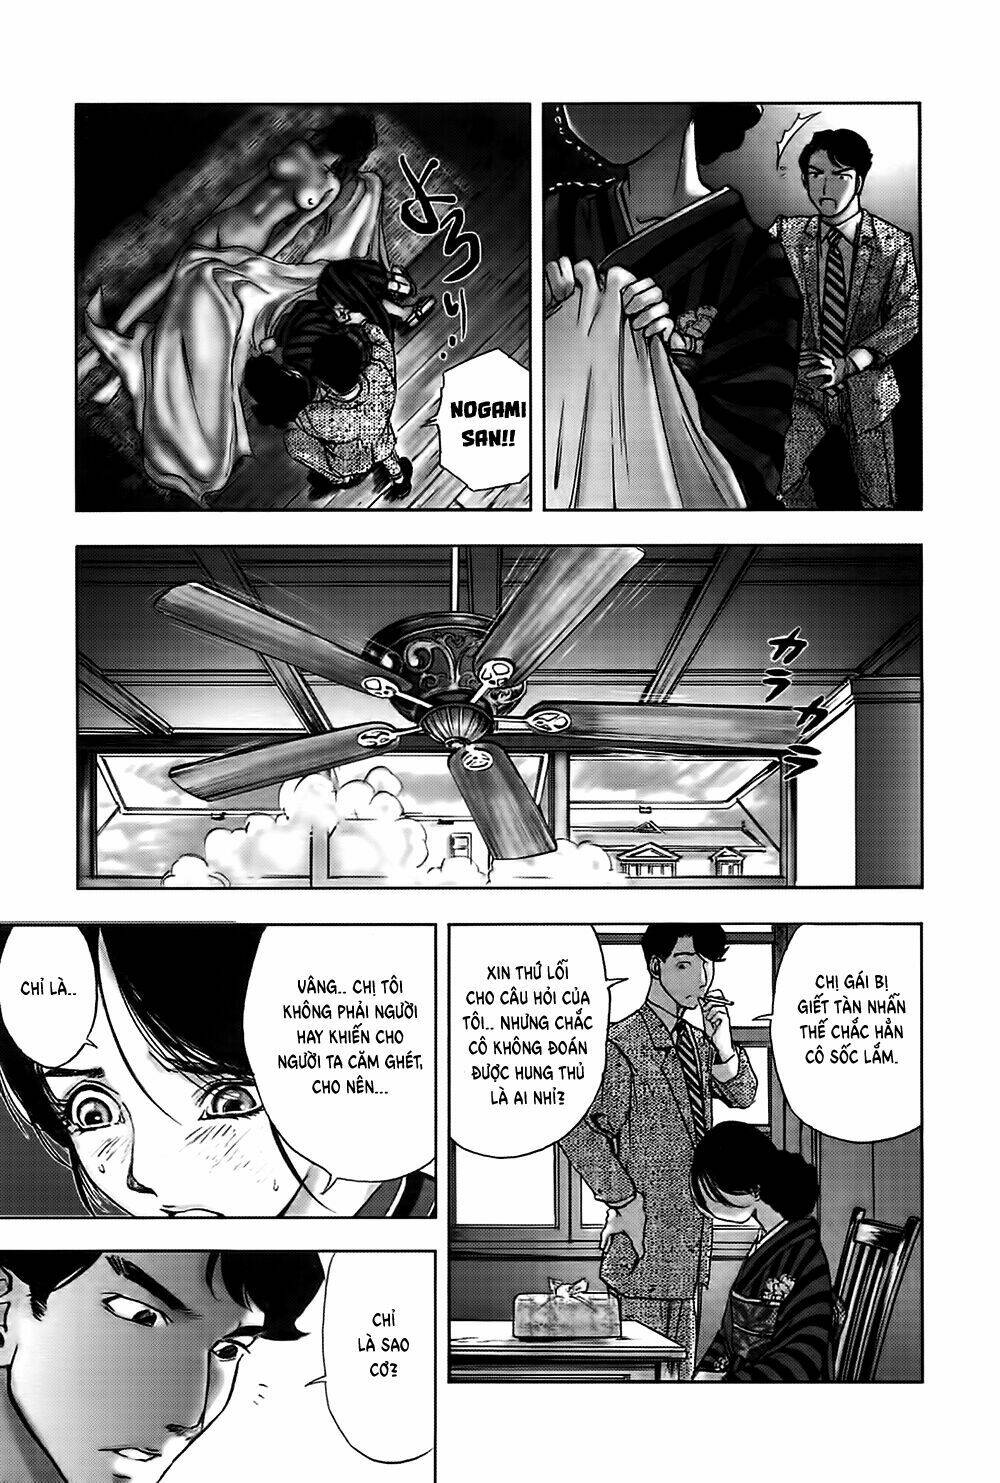 よろり…
NOGAMI
SAN!!
カラカラ
CHỊ GÁI BỊ
GIẾT TÀN NHẪN
THẾ CHẮC HẲN
CÔ SỐC LẮM.
XIN THỨ LỖI
CHO CÂU HỎI CỦA
TÔI.. NHƯNG CHẮC
CÔ KHÔNG ĐOÁN
ĐƯỢC HUNG THỦ
LÀ AI NHỈ?
VÂNG.. CHỊ TÔI
KHÔNG PHẢI NGƯỜI
HAY KHIẾN CHO
NGƯỜI TA CĂM GHÉT,
CHO NÊN...
CHỈ LÀ..
CHỈ
LÀ SAO
CƠ?